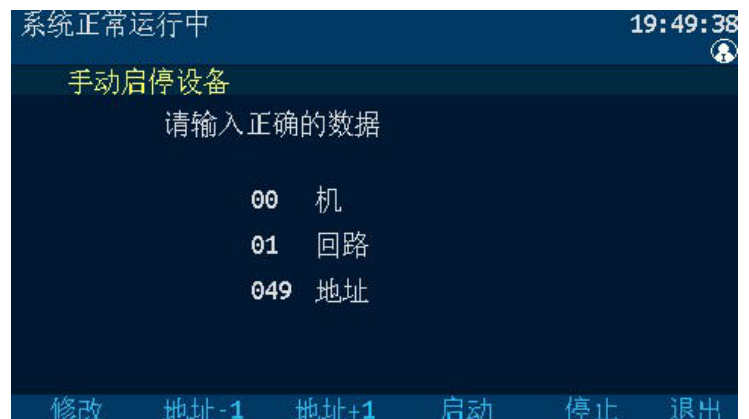 系统正常运行中 19:49:38
手动启停设备
请输入正确的数据
00 机
01 回路
049 地址
修改 地址-1 地址+1 启动 停止 退出